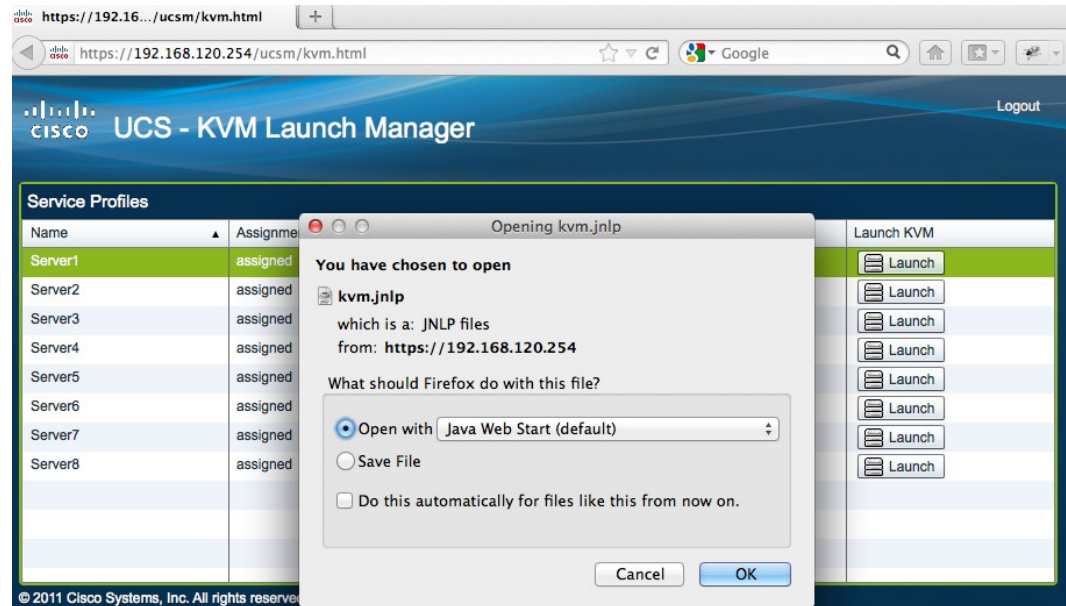 https://192.16.../ucsm/kvm.html
https://192.168.120.254/ucsm/kvm.html
Google
cisco UCS - KVM Launch Manager
Logout
Service Profiles
Name Launch KVM
Server1 assigned Launch
Server2 assigned Launch
Server3 assigned Launch
Server4 assigned Launch
Server5 assigned Launch
Server6 assigned Launch
Server7 assigned Launch
Server8 assigned Launch
Opening kvm.jnlp
You have chosen to open
kvm.jnlp
which is a: JNLP files
from: https://192.168.120.254
What should Firefox do with this file?
Open with Java Web Start (default)
Save File
Do this automatically for files like this from now on.
Cancel OK
© 2011 Cisco Systems, Inc. All rights